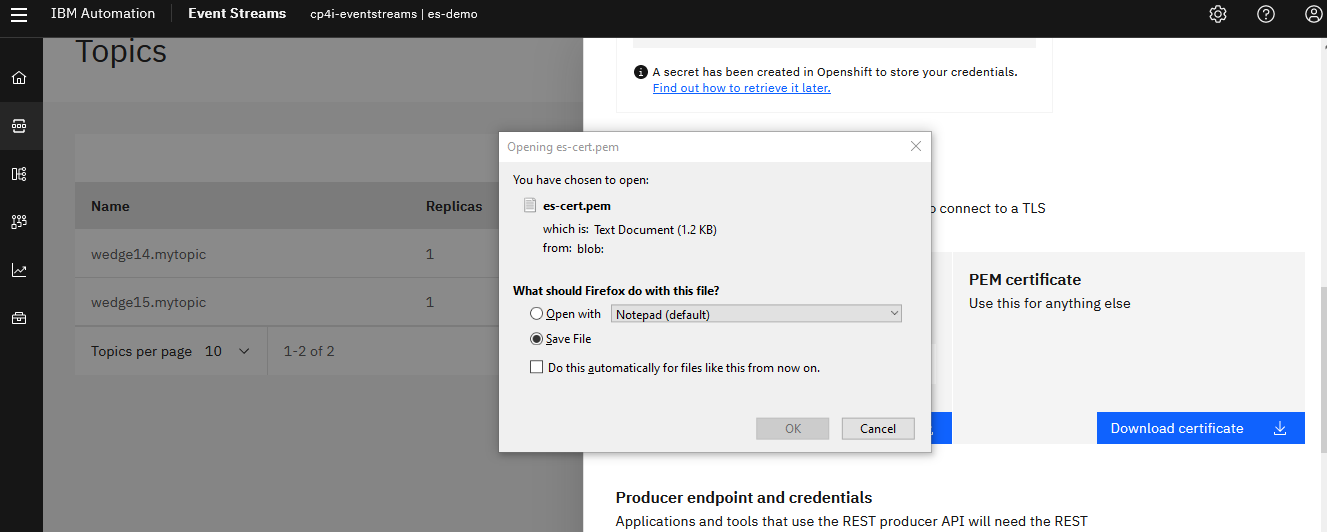 IBM Automation
Event Streams
cp4i-eventstreams | es-demo
Topics
A secret has been created in Openshift to store your credentials.
Find out how to retrieve it later.
Opening es-cert.pem
You have chosen to open:
es-cert.pem
which is: Text Document (1.2 KB)
from: blob:
What should Firefox do with this file?
Open with
Notepad (default)
Save File
Do this automatically for files like this from now on.
OK
Cancel
Name
Replicas
wedge14.mytopic
1
wedge15.mytopic
1
Topics per page
10
1-2 of 2
connect to a TLS
PEM certificate
Use this for anything else
Download certificate
Producer endpoint and credentials
Applications and tools that use the REST producer API will need the REST